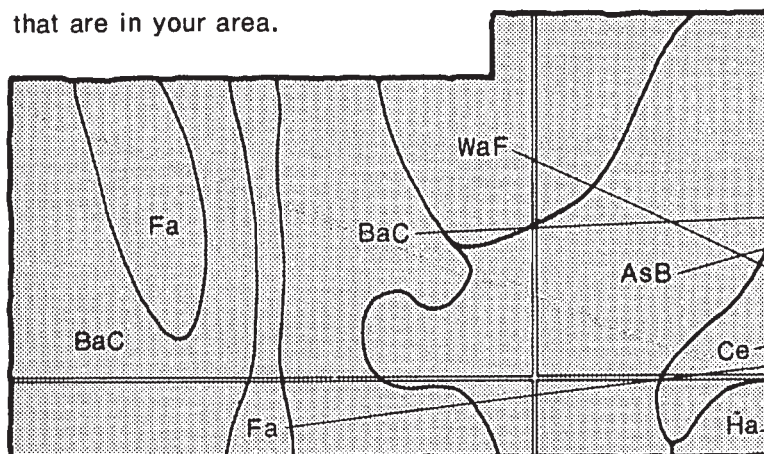 that are in your area.
WaF
Fa
BaC
AsB
BaC
Ce
Fa
Ha